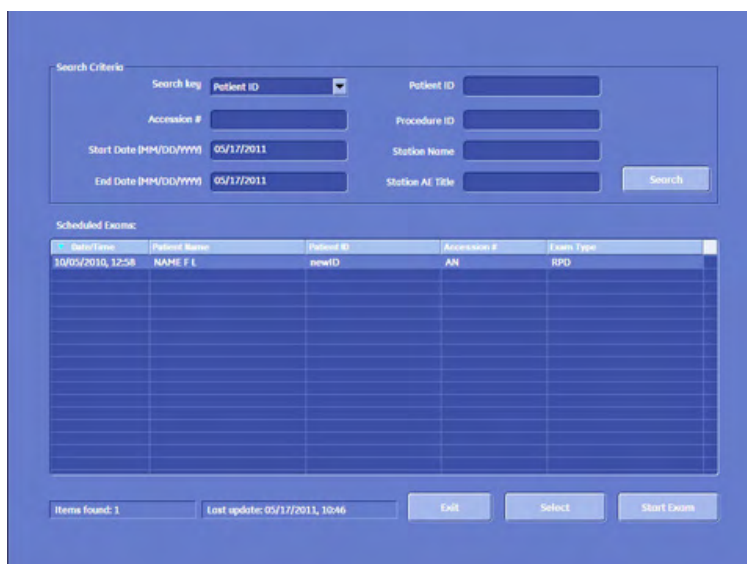 Search Criteria
Search key Patient ID Patient ID
Accession # Procedure ID
Start Date (MM/DD/YYYY) 05/17/2011 Station Name
End Date (MM/DD/YYYY) 05/17/2011 Station AE Title Search
Scheduled Exams:
Date/Time Patient Name Patient ID Accession # Exam Type
10/05/2010, 12:58 NAME F L newID AN RPD
Items found: 1 Last update: 05/17/2011, 10:46 Exit Select Start Exam